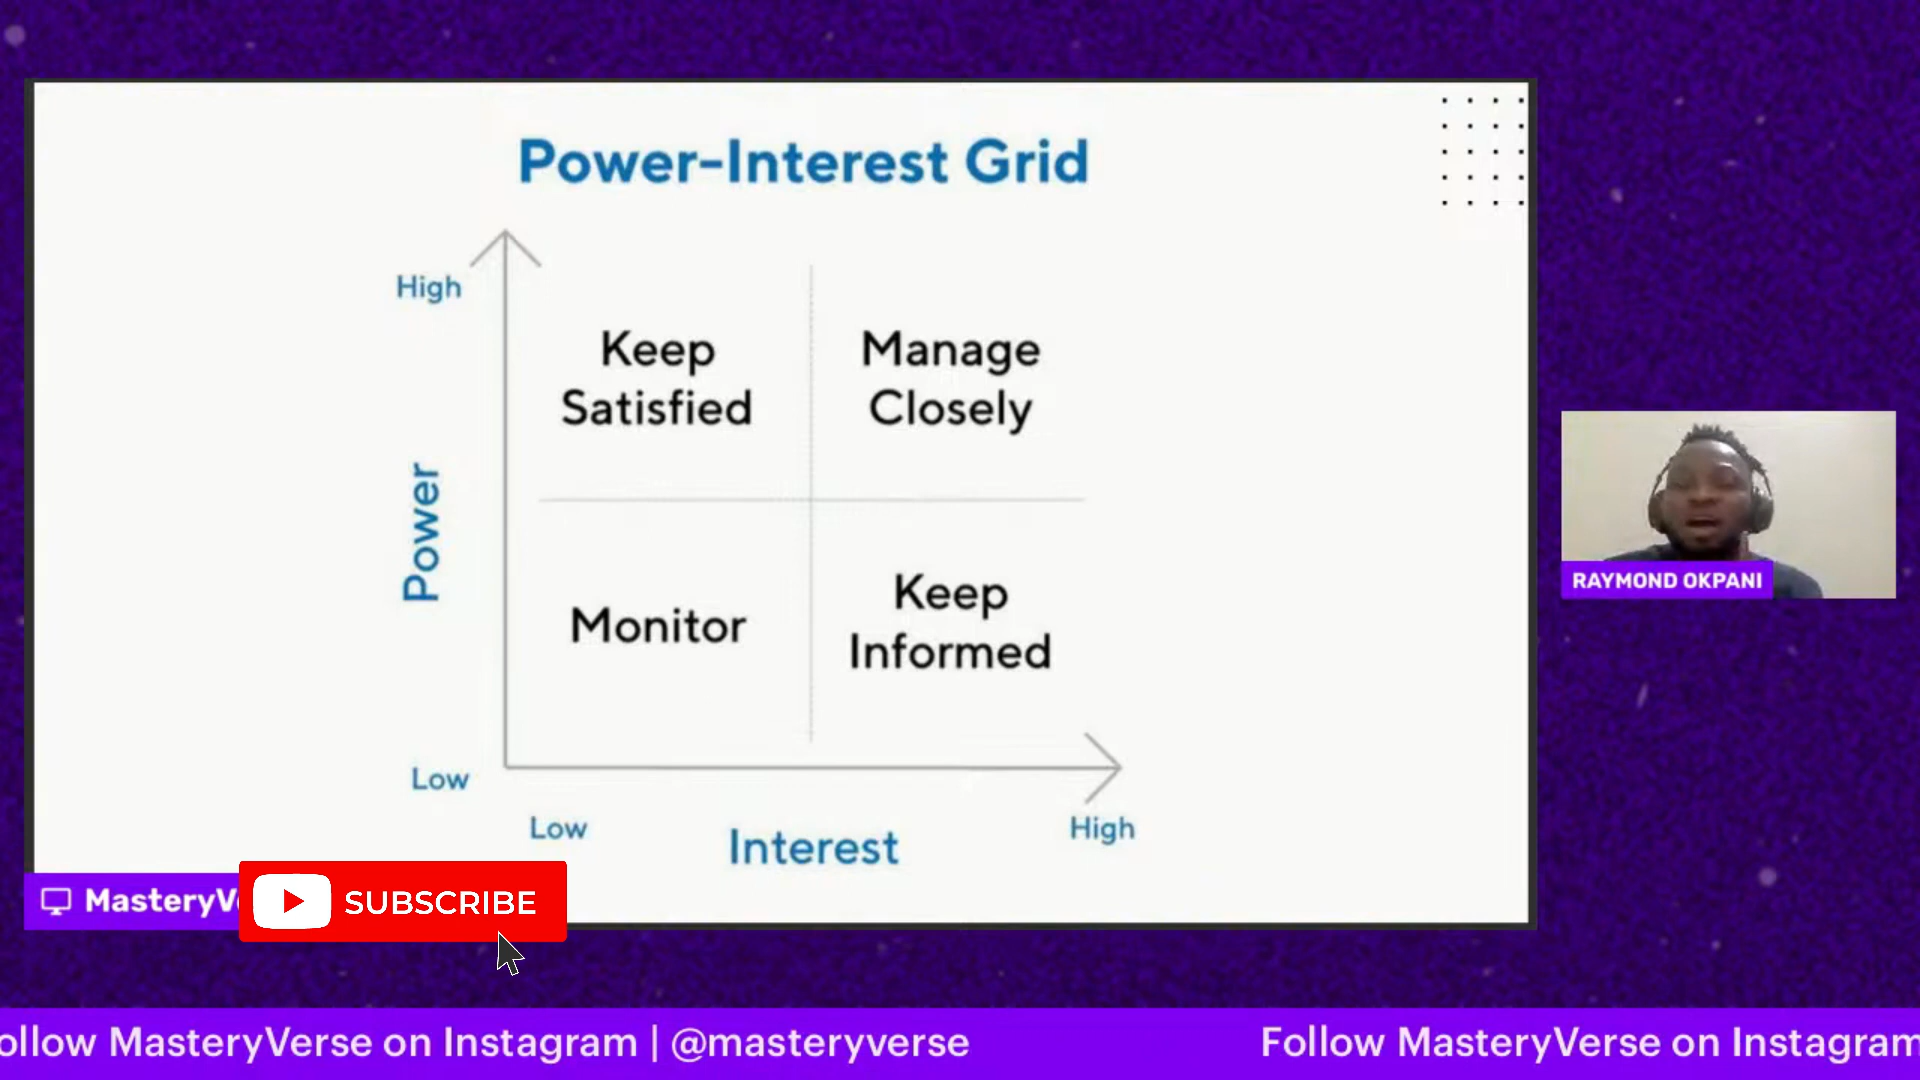 Power-Interest Grid
High
Keep
Satisfied
Manage
Closely
Power
Monitor
Keep
Informed
Low
Low
Interest
High
RAYMOND OKPANI
MasteryV
SUBSCRIBE
ollow MasteryVerse on Instagram | @masteryverse
Follow MasteryVerse on Instagram